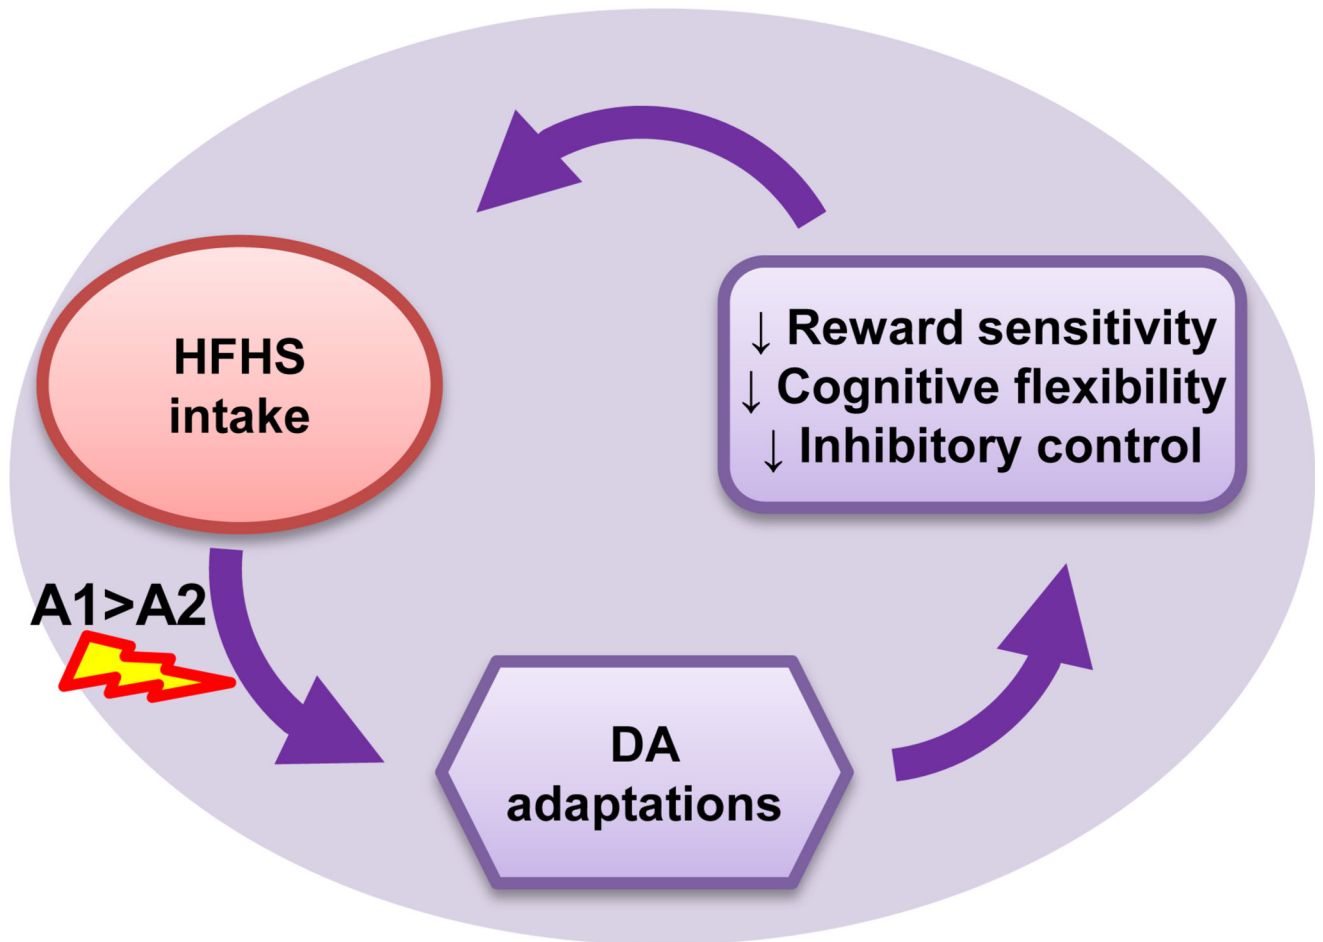 HFHS
intake
↓ Reward sensitivity
↓ Cognitive flexibility
↓ Inhibitory control
A1>A2
DA
adaptations